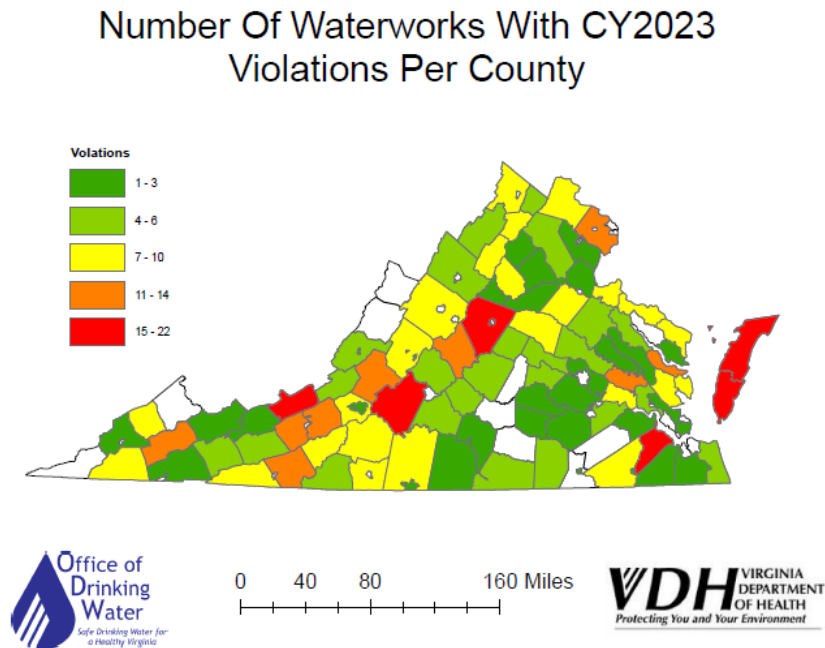 Number Of Waterworks With CY2023
Violations Per County
Volations
1 - 3
4 - 6
7 - 10
11 - 14
15 - 22
Office of
Drinking
Water
Safe Drinking Water for
a Healthy Virginia
0 40 80 160 Miles
VDH VIRGINIA
DEPARTMENT
OF HEALTH
Protecting You and Your Environment